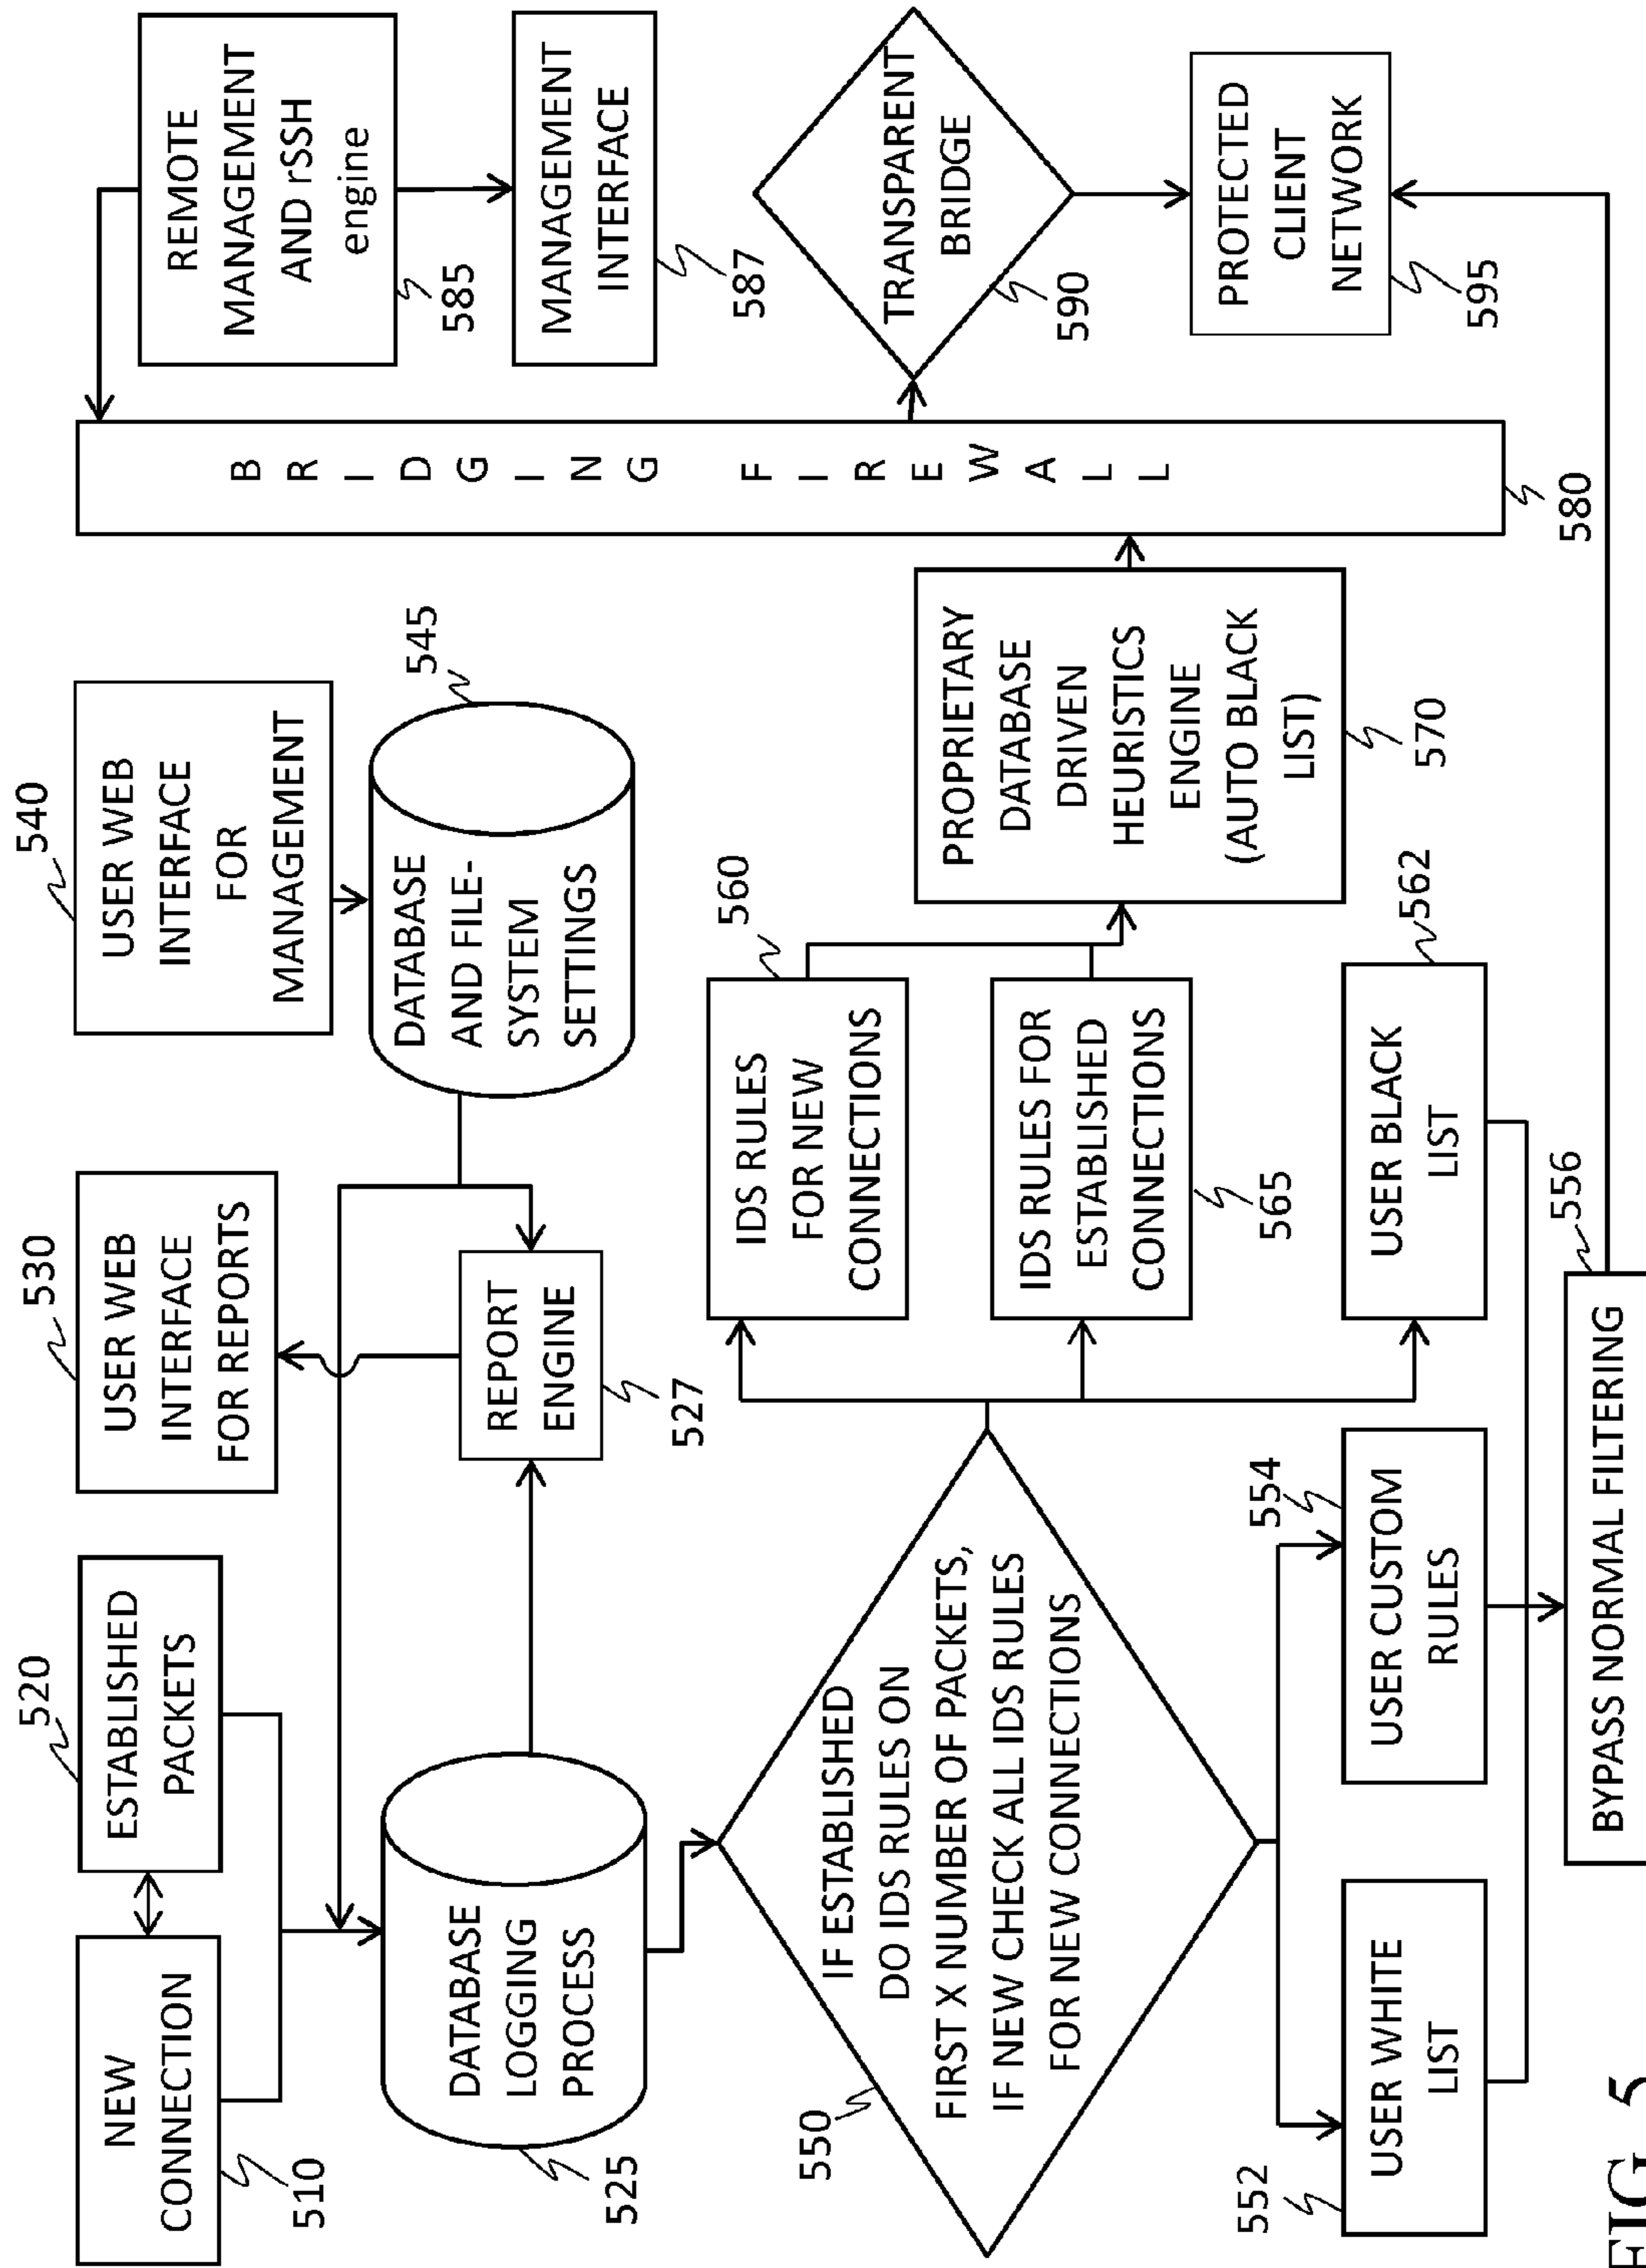 NEW
CONNECTION
510
ESTABLISHED
PACKETS
520
USER WEB
INTERFACE
FOR REPORTS
530
USER WEB
INTERFACE
FOR
MANAGEMENT
540
REMOTE
MANAGEMENT
AND rSSH
engine
585
DATABASE
LOGGING
PROCESS
525
REPORT
ENGINE
527
DATABASE
AND FILE-
SYSTEM
SETTINGS
545
BRIDGING FIREWALL
580
MANAGEMENT
INTERFACE
587
IF ESTABLISHED
DO IDS RULES ON
FIRST X NUMBER OF PACKETS,
IF NEW CHECK ALL IDS RULES
FOR NEW CONNECTIONS
550
IDS RULES
FOR NEW
CONNECTIONS
560
IDS RULES FOR
ESTABLISHED
CONNECTIONS
565
PROPRIETARY
DATABASE
DRIVEN
HEURISTICS
ENGINE
(AUTO BLACK
LIST)
570
TRANSPARENT
BRIDGE
590
USER WHITE
LIST
552
USER CUSTOM
RULES
554
USER BLACK
LIST
562
PROTECTED
CLIENT
NETWORK
595
BYPASS NORMAL FILTERING
556
FIG. 5